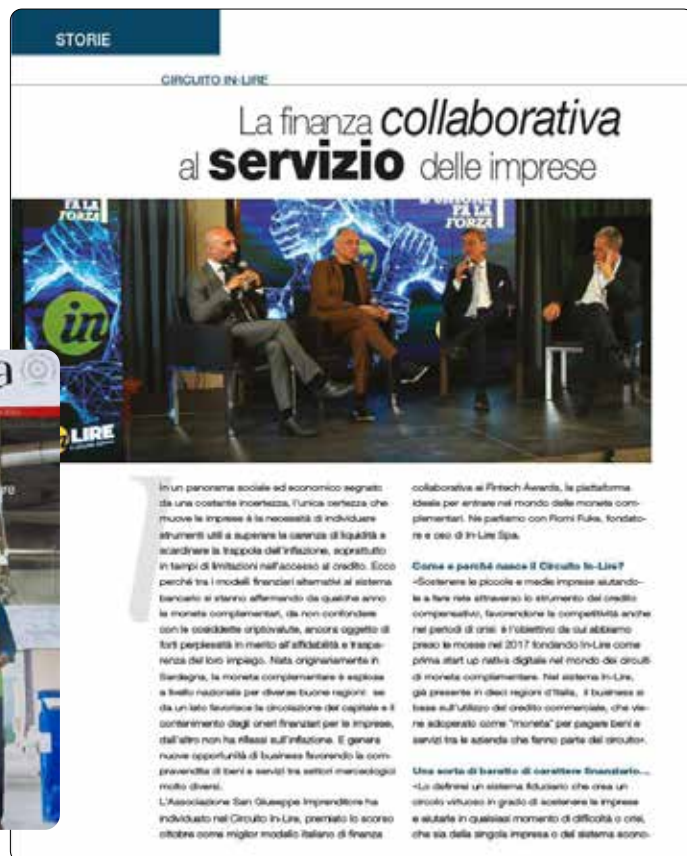 STORIE
CIRCUITO IN-LIRE
La finanza collaborativa
al servizio delle imprese
FA LA
FORZA
in
LIRE
L'UNIONE
FA LA
FORZA
a
In un panorama sociale ed economico segnato
da una costante incertezza, l'unica certezza che
muove le imprese è la necessità di individuare
strumenti utili a superare la carenza di liquidità e
scardinare la trappola dell'inflazione, soprattutto
in tempi di limitazioni nell'accesso al credito. Ecco
perché tra i modelli finanziari alternativi al sistema
bancario si stanno affermando da qualche anno
le monete complementari, da non confondere
con le cosiddette criptovalute, ancora oggetto di
forti perplessità in merito all'affidabilità e traspa-
renza del loro impiego. Nata originariamente in
Sardegna, la moneta complementare è esplosa
a livello nazionale per diverse buone ragioni: se
da un lato favorisce la circolazione del capitale e il
contenimento degli oneri finanziari per le imprese,
dall'altro non ha riflessi sull'inflazione. E genera
nuove opportunità di business favorendo la com-
pravendita di beni e servizi tra settori merceologici
molto diversi.
L'Associazione San Giuseppe Imprenditore ha
individuato nel Circuito In-Lire, premiato lo scorso
ottobre come miglior modello italiano di finanza
collaborativa ai Fintech Awards, la piattaforma
ideale per entrare nel mondo delle monete com-
plementari. Ne parliamo con Romi Fuke, fondato-
re e ceo di In-Lire Spa.
Come e perché nasce il Circuito In-Lire?
«Sostenere le piccole e medie imprese aiutando-
le a fare rete attraverso lo strumento del credito
compensativo, favorendone la competitività anche
nei periodi di crisi: è l'obiettivo da cui abbiamo
preso le mosse nel 2017 fondando In-Lire come
prima start up nativa digitale nel mondo dei circuiti
di moneta complementare. Nel sistema In-Lire,
già presente in dieci regioni d'Italia, il business si
basa sull'utilizzo del credito commerciale, che vie-
ne adoperato come "moneta" per pagare beni e
servizi tra le aziende che fanno parte del circuito».
Una sorta di baratto di carattere finanziario...
«Lo definirei un sistema fiduciario che crea un
circolo virtuoso in grado di sostenere le imprese
e aiutarle in qualsiasi momento di difficoltà o crisi,
che sia della singola impresa o del sistema econo-